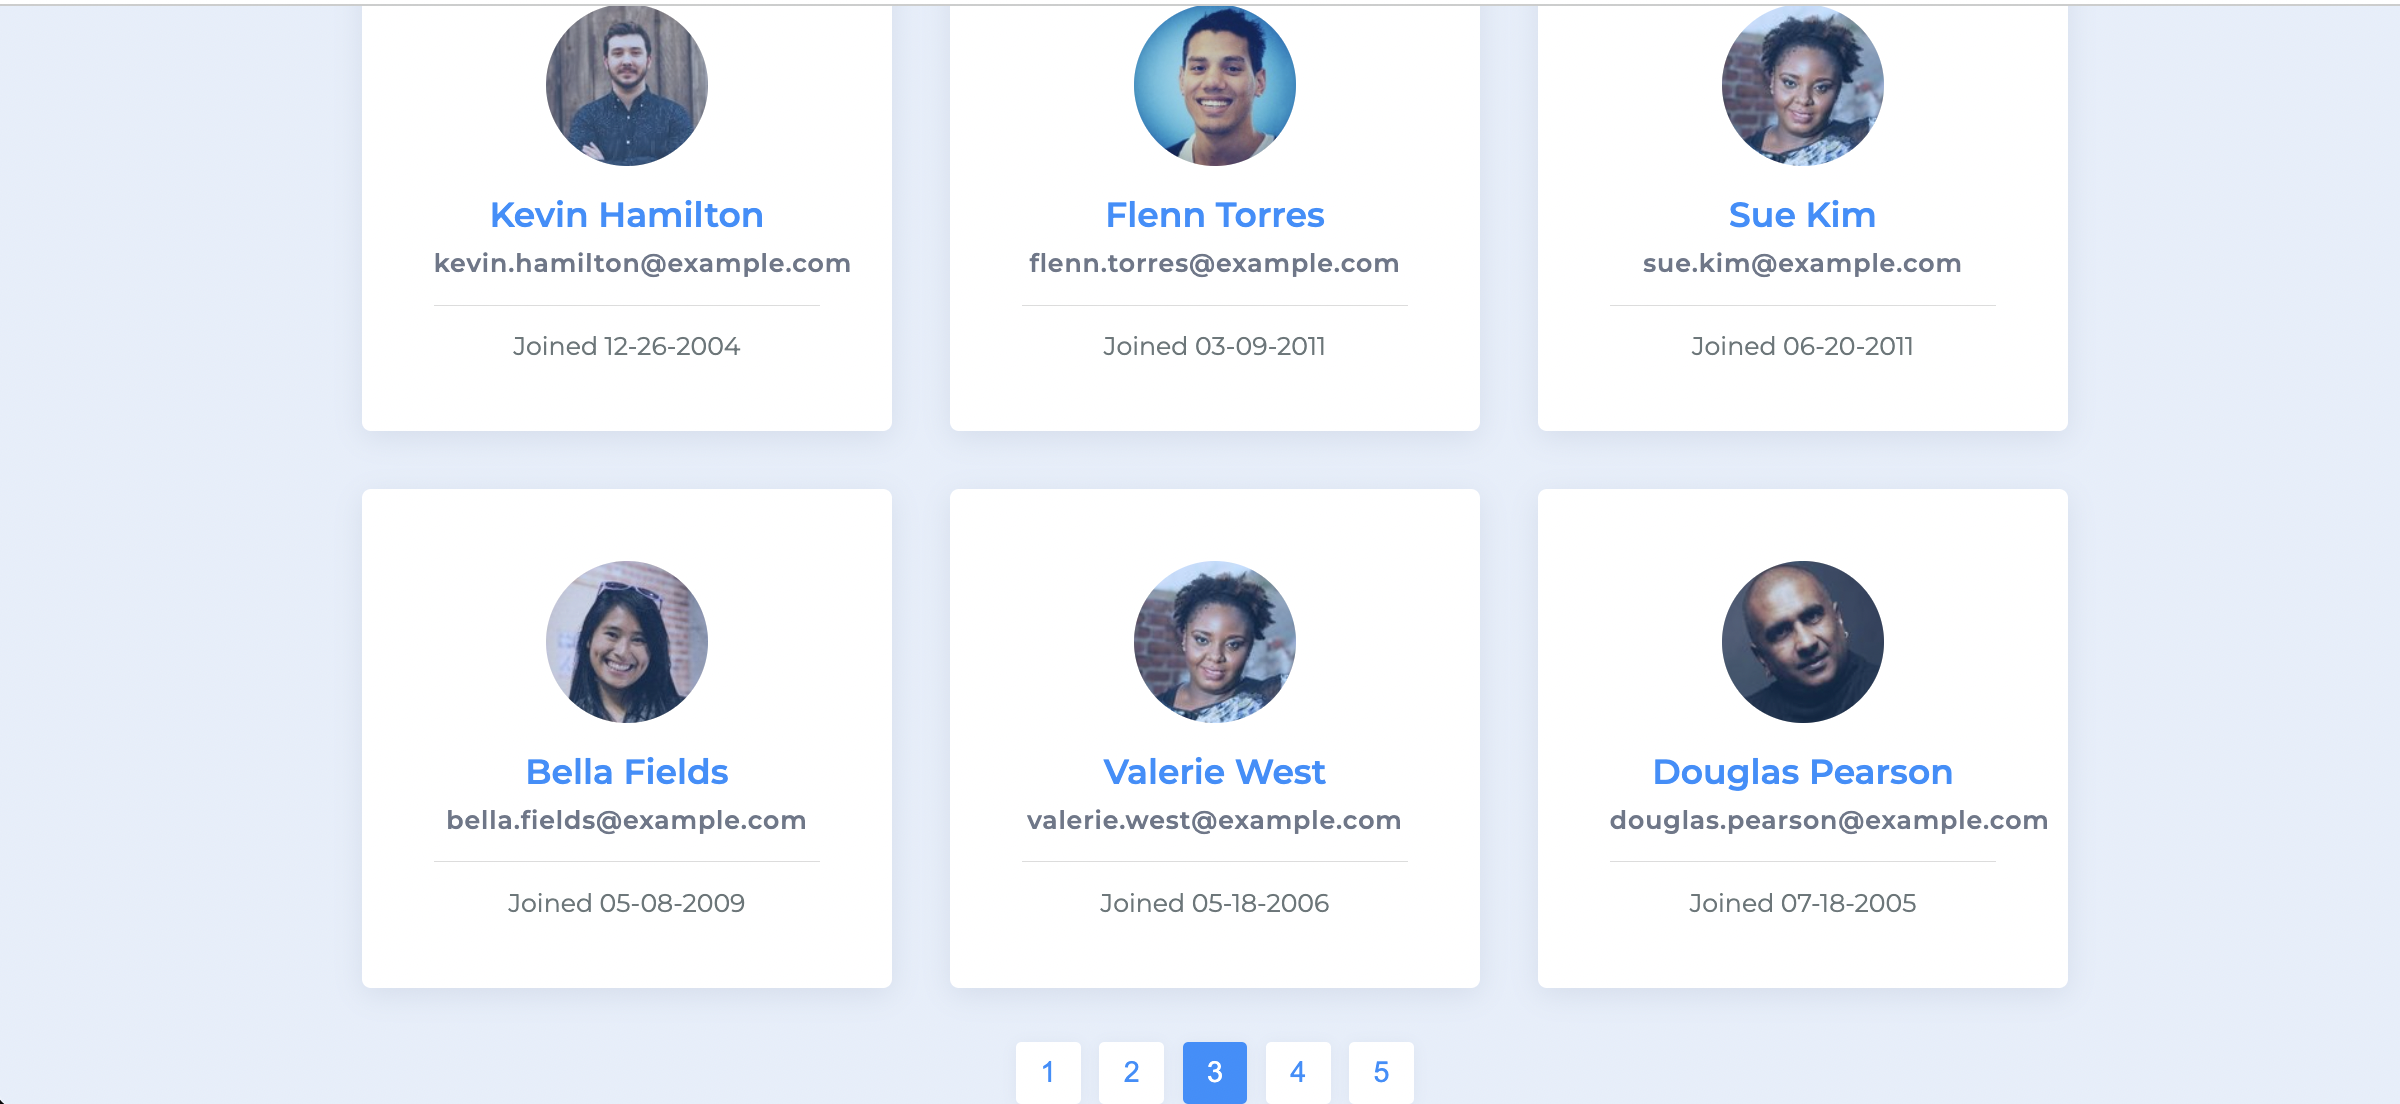 Kevin Hamilton
kevin.hamilton@example.com
Joined 12-26-2004
Flenn Torres
flenn.torres@example.com
Joined 03-09-2011
Sue Kim
sue.kim@example.com
Joined 06-20-2011
Bella Fields
bella.fields@example.com
Joined 05-08-2009
Valerie West
valerie.west@example.com
Joined 05-18-2006
Douglas Pearson
douglas.pearson@example.com
Joined 07-18-2005
1 2 3 4 5